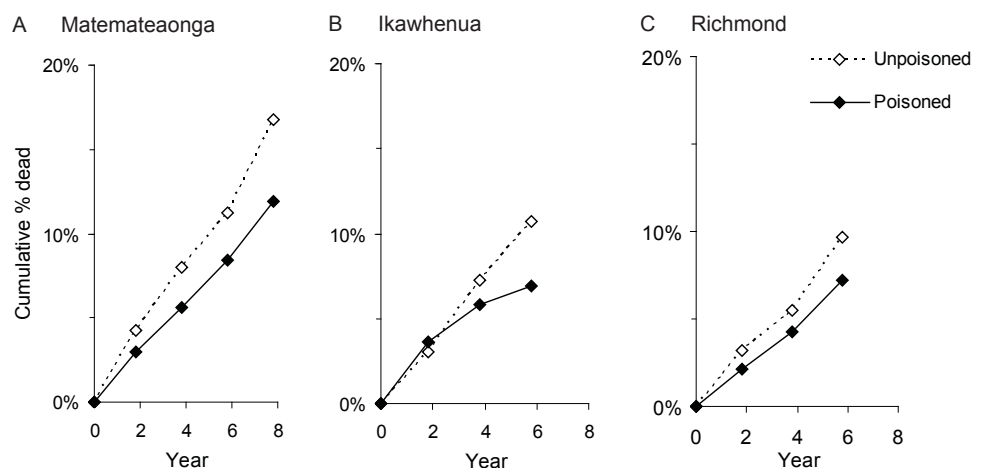 A Matemateaonga
B Ikawhenua
C Richmond
Cumulative % dead
20%
10%
0%
0 2 4 6 8
Year
20%
10%
0%
0 2 4 6 8
Year
20%
10%
0%
0 2 4 6 8
Year
Unpoisoned
Poisoned